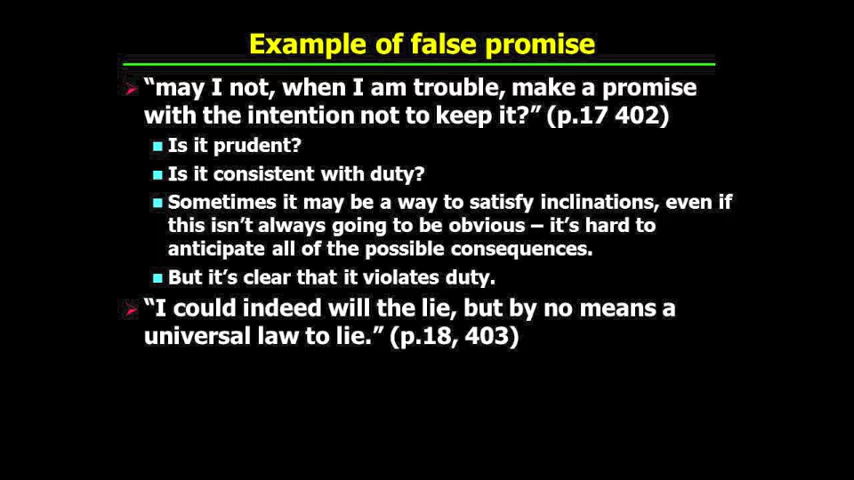 Example of false promise
“may I not, when I am trouble, make a promise
with the intention not to keep it?” (p.17 402)
Is it prudent?
Is it consistent with duty?
Sometimes it may be a way to satisfy inclinations, even if
this isn’t always going to be obvious – it’s hard to
anticipate all of the possible consequences.
But it’s clear that it violates duty.
“I could indeed will the lie, but by no means a
universal law to lie.” (p.18, 403)